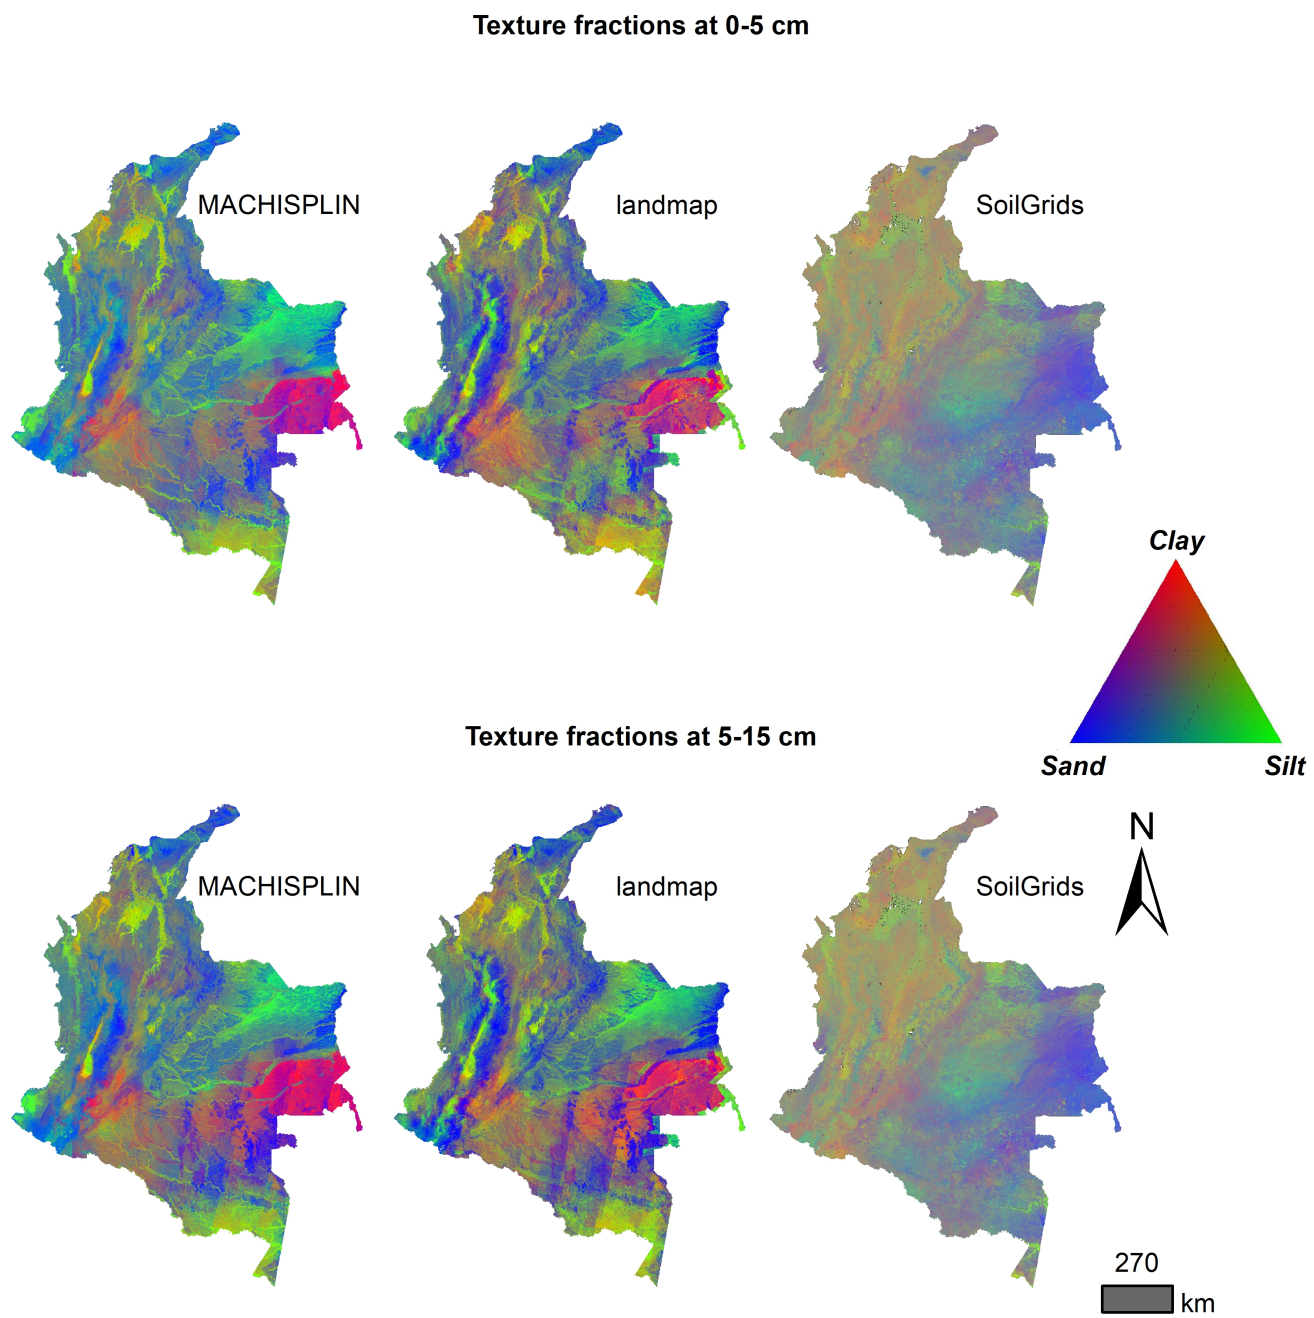 Texture fractions at 0-5 cm
MACHISPLIN
landmap
SoilGrids
Clay
Sand
Silt
Texture fractions at 5-15 cm
N
MACHISPLIN
landmap
SoilGrids
270
km